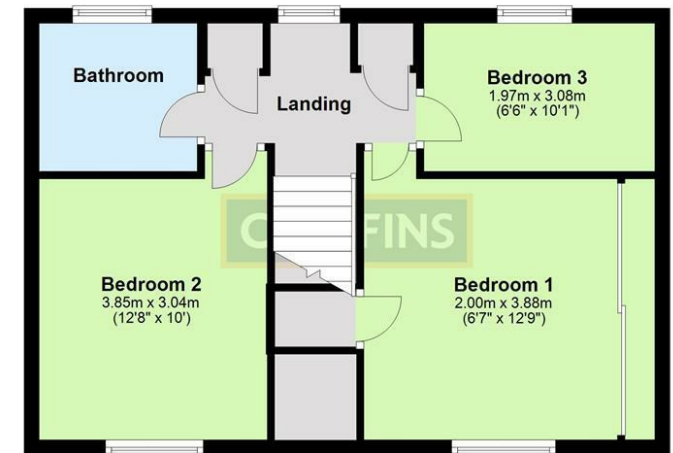 Bathroom
Landing
Bedroom 3
1.97m x 3.08m
(6'6" x 10'1")
Bedroom 2
3.85m x 3.04m
(12'8" x 10')
Bedroom 1
2.00m x 3.88m
(6'7" x 12'9")